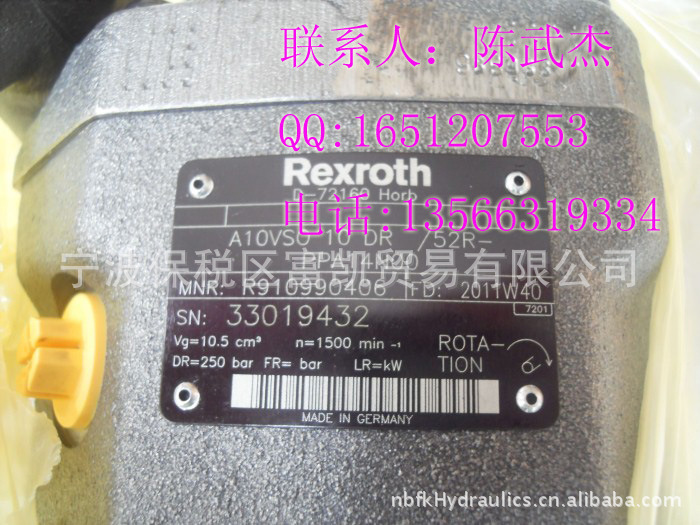 联系人：陈武杰
QQ:1651207553
Rexroth
D-72160 Horb
电话:13566319334
A10VSO 10 DR /52R-
PPA14N00
宁波保税区富凯贸易有限公司
MNR: R910990406 FD: 2011W40
7201
SN: 33019432
Vg=10.5 cm³ n=1500 min -1
DR=250 bar FR= bar LR=kW
ROTA-
TION
MADE IN GERMANY
nbfkHydraulics.cn.alibaba.com